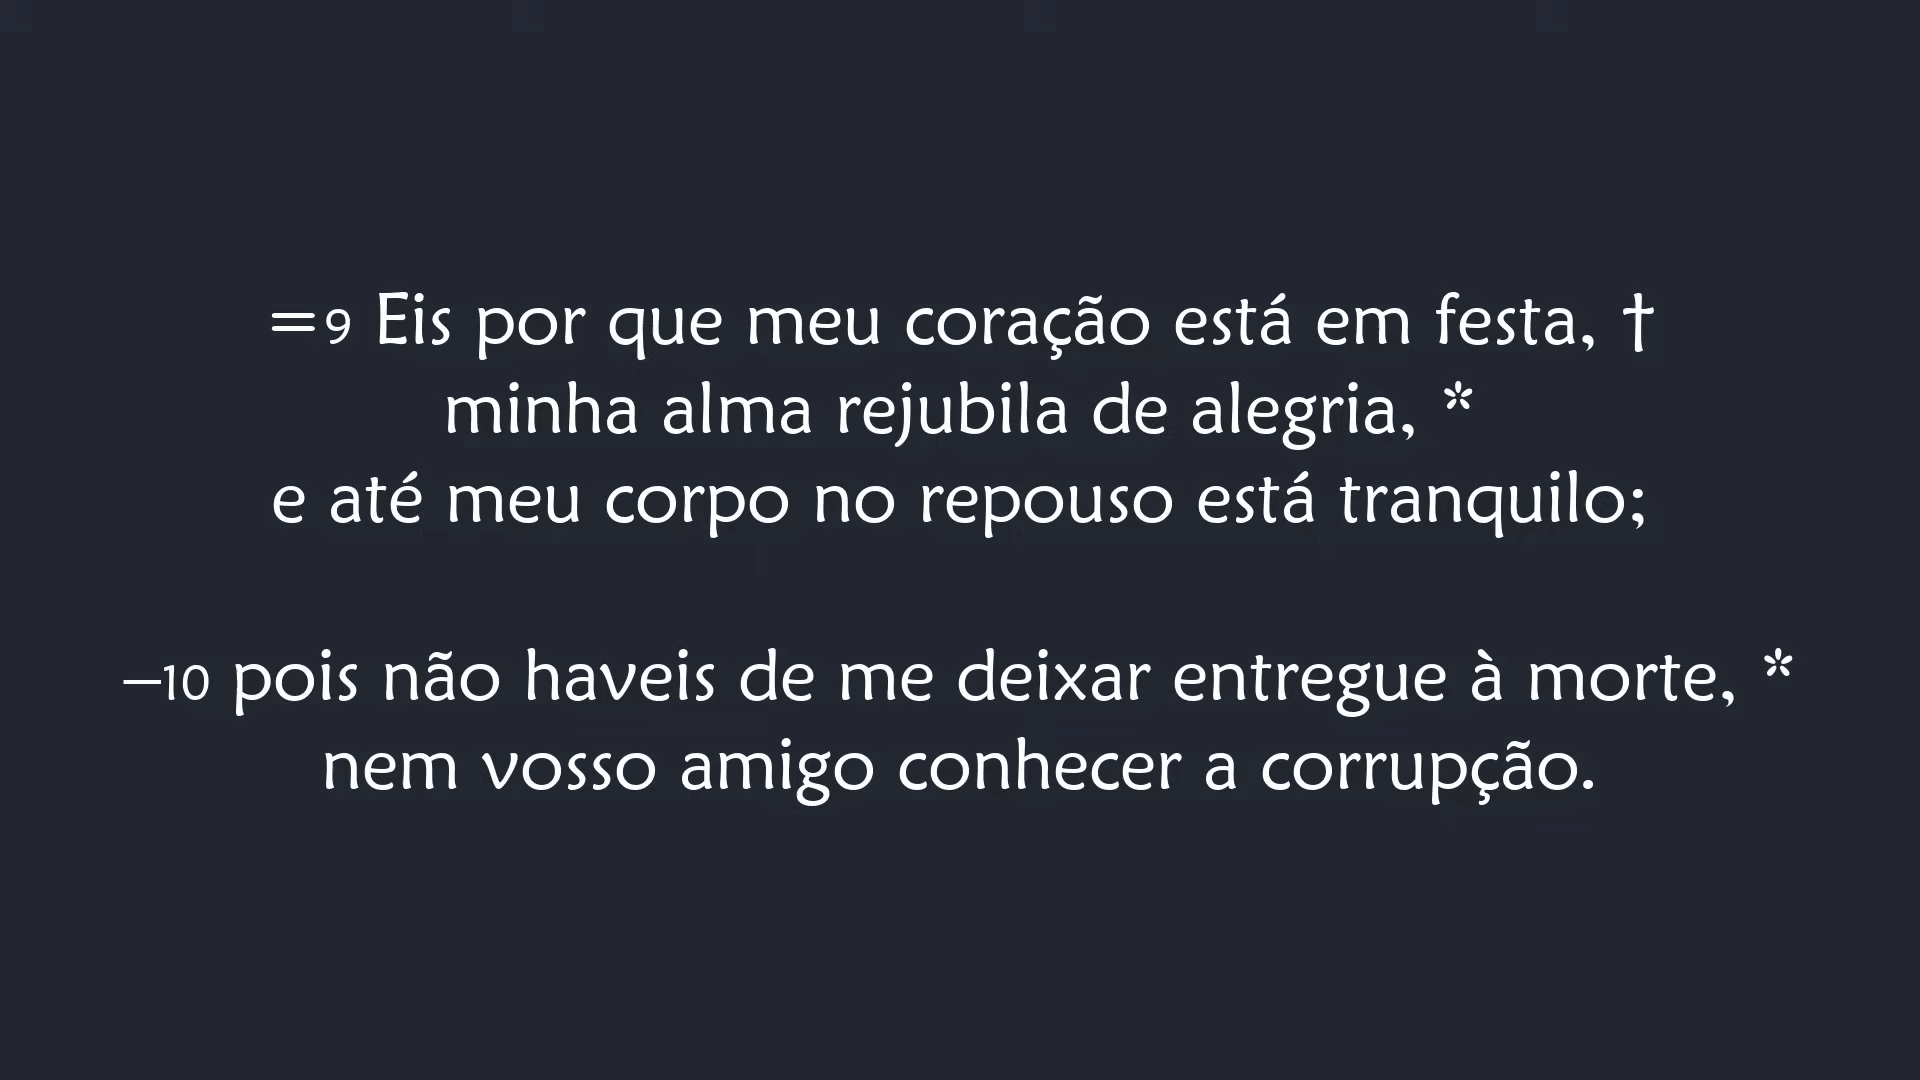 =9 Eis por que meu coração está em festa, †
minha alma rejubila de alegria, *
e até meu corpo no repouso está tranquilo;
–10 pois não haveis de me deixar entregue à morte, *
nem vosso amigo conhecer a corrupção.